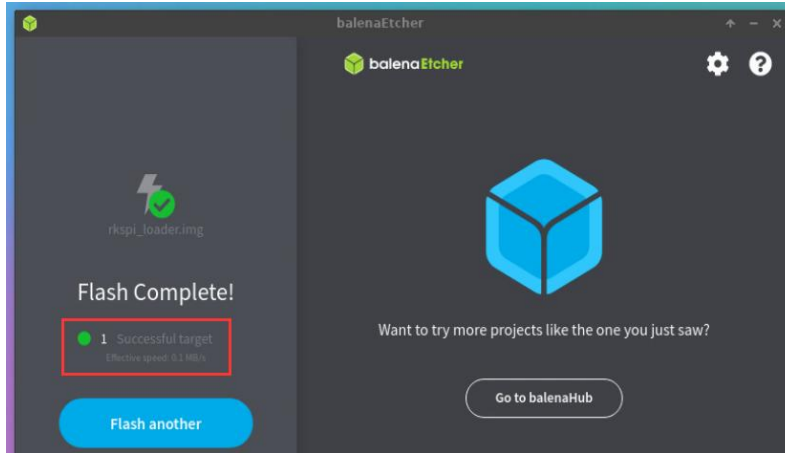 balenaEtcher
balenaEtcher
rkspi_loader.img
Flash Complete!
1 Successful target
Effective speed: 0.1 MB/s
Flash another
Want to try more projects like the one you just saw?
Go to balenaHub